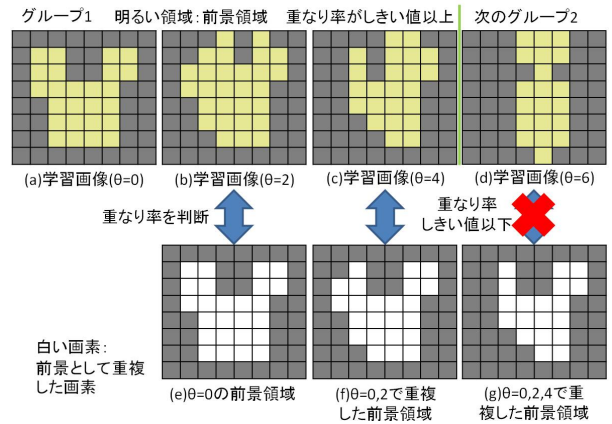 グループ1 明るい領域：前景領域 重なり率がしきい値以上 次のグループ2
(a)学習画像(θ=0) (b)学習画像(θ=2) (c)学習画像(θ=4) (d)学習画像(θ=6)
重なり率を判断
重なり率
しきい値以下
白い画素：
前景として重複
した画素
(e)θ=0の前景領域
(f)θ=0,2で重複
した前景領域
(g)θ=0,2,4で重
複した前景領域